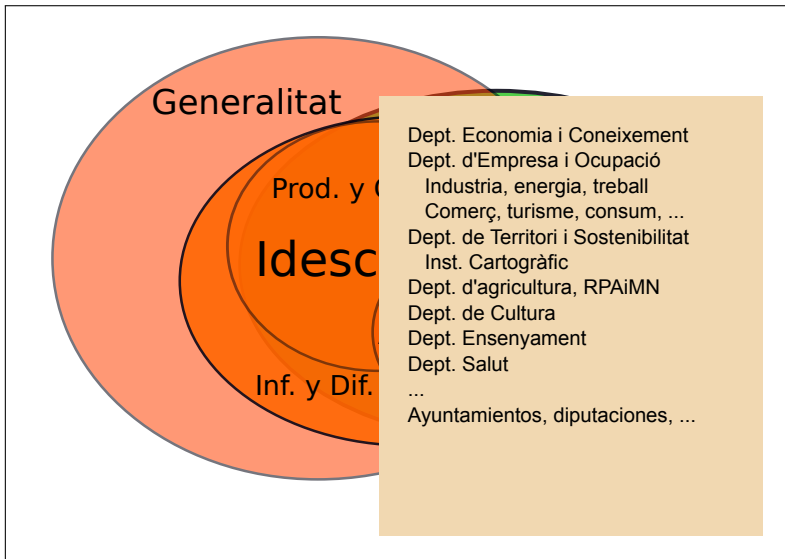 Generalitat
Dept. Economia i Coneixement
Dept. d'Empresa i Ocupació
Industria, energia, treball
Prod. y
Comerç, turisme, consum, ...
Dept. de Territori i Sostenibilitat
Idesc
Inst. Cartogràfic
Dept. d'agricultura, RPAiMN
Dept. de Cultura
Dept. Ensenyament
Dept. Salut
Inf. y Dif.
...
Ayuntamientos, diputaciones, ...